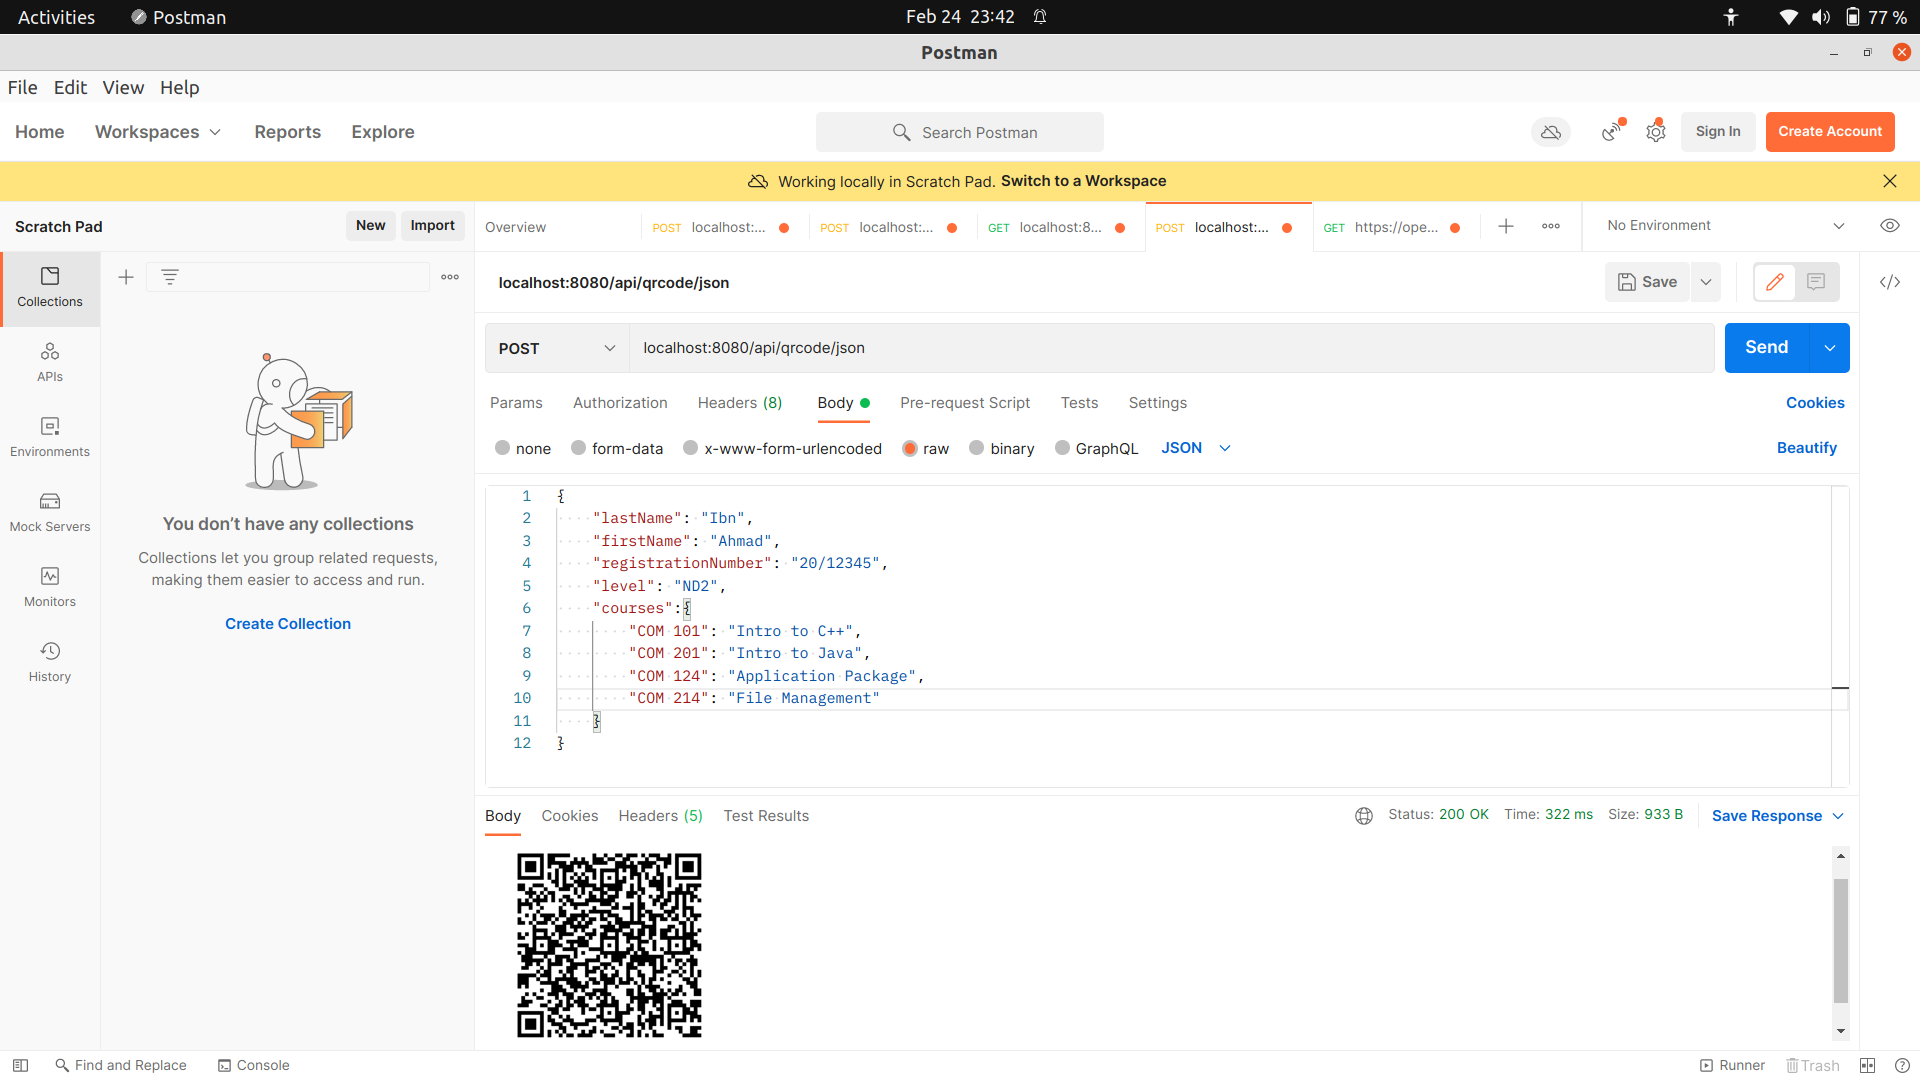 Activities Postman Feb 24 23:42 77 %
Postman
File Edit View Help
Home Workspaces Reports Explore Search Postman Sign In Create Account
Working locally in Scratch Pad. Switch to a Workspace
Scratch Pad New Import Overview POST localhost:... POST localhost:... GET localhost:8... POST localhost:... GET https://ope... No Environment
Collections
localhost:8080/api/qrcode/json Save
APIs
POST localhost:8080/api/qrcode/json Send
Params Authorization Headers (8) Body Pre-request Script Tests Settings Cookies
Environments
none form-data x-www-form-urlencoded raw binary GraphQL JSON Beautify
Mock Servers
Monitors
History
You don’t have any collections
Collections let you group related requests,
making them easier to access and run.
Create Collection
1 {
2 "lastName": "Ibn",
3 "firstName": "Ahmad",
4 "registrationNumber": "20/12345",
5 "level": "ND2",
6 "courses":{
7 "COM 101": "Intro to C++",
8 "COM 201": "Intro to Java",
9 "COM 124": "Application Package",
10 "COM 214": "File Management"
11 }
12 }
Body Cookies Headers (5) Test Results Status: 200 OK Time: 322 ms Size: 933 B Save Response
Find and Replace Console Runner Trash